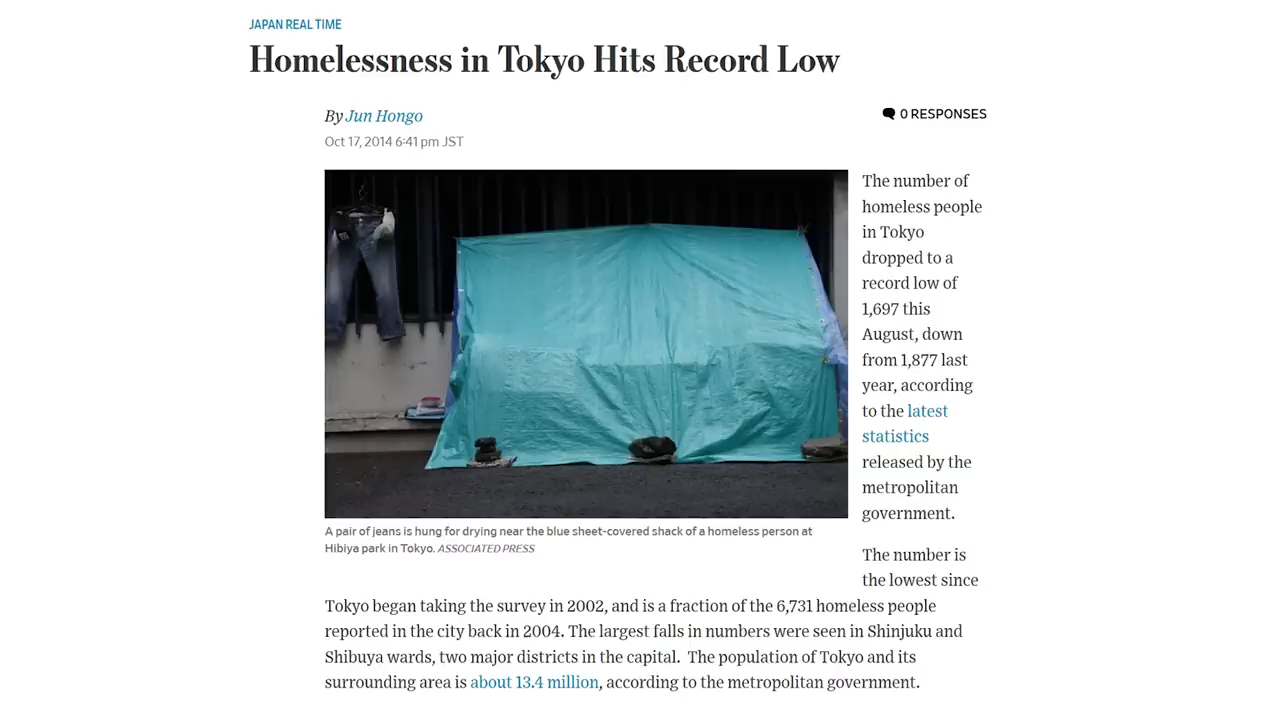 JAPAN REAL TIME
Homelessness in Tokyo Hits Record Low
By Jun Hongo
0 RESPONSES
Oct 17, 2014 6:41 pm JST
The number of
homeless people
in Tokyo
dropped to a
record low of
1,697 this
August, down
from 1,877 last
year, according
to the latest
statistics
released by the
metropolitan
government.
A pair of jeans is hung for drying near the blue sheet-covered shack of a homeless person at
Hibiya park in Tokyo. ASSOCIATED PRESS
The number is
the lowest since
Tokyo began taking the survey in 2002, and is a fraction of the 6,731 homeless people
reported in the city back in 2004. The largest falls in numbers were seen in Shinjuku and
Shibuya wards, two major districts in the capital. The population of Tokyo and its
surrounding area is about 13.4 million, according to the metropolitan government.